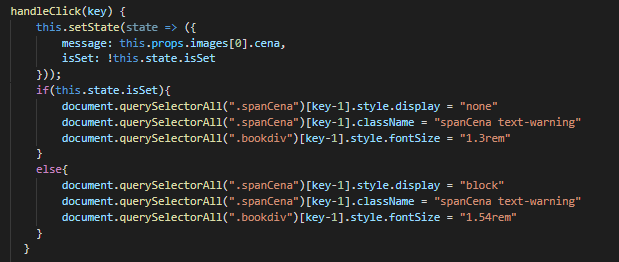 handleClick(key) {
this.setState(state => ({
message: this.props.images[0].cena,
isSet: !this.state.isSet
}));
if(this.state.isSet){
document.querySelectorAll(".spanCena")[key-1].style.display = "none"
document.querySelectorAll(".spanCena")[key-1].className = "spanCena text-warning"
document.querySelectorAll(".bookdiv")[key-1].style.fontSize = "1.3rem"
}
else{
document.querySelectorAll(".spanCena")[key-1].style.display = "block"
document.querySelectorAll(".spanCena")[key-1].className = "spanCena text-warning"
document.querySelectorAll(".bookdiv")[key-1].style.fontSize = "1.54rem"
}
}